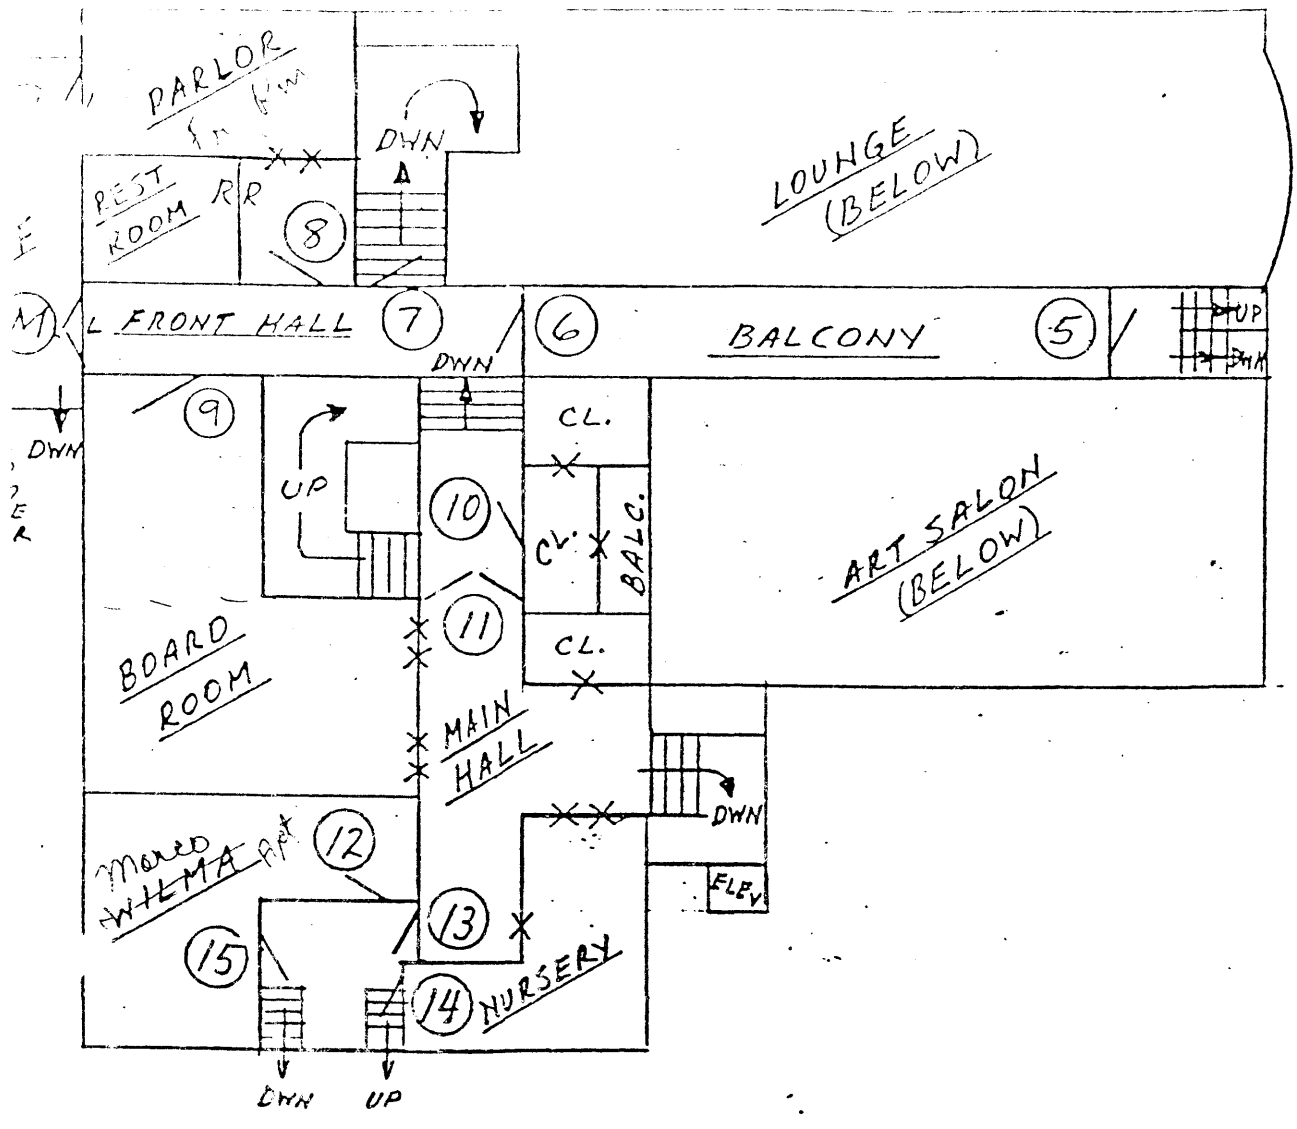 PARLOR
DWN
LOUNGE
(BELOW)
REST
ROOM
RR
8
E
M
L FRONT HALL
7
6
BALCONY
5
UP
DWN
DWN
9
DWN
CL.
UP
10
CL.
BALC.
ART SALON
(BELOW)
E
R
11
CL.
BOARD
ROOM
MAIN
HALL
DWN
12
Marco
WILMA Apt
ELEV
13
15
14
NURSERY
DWN
UP